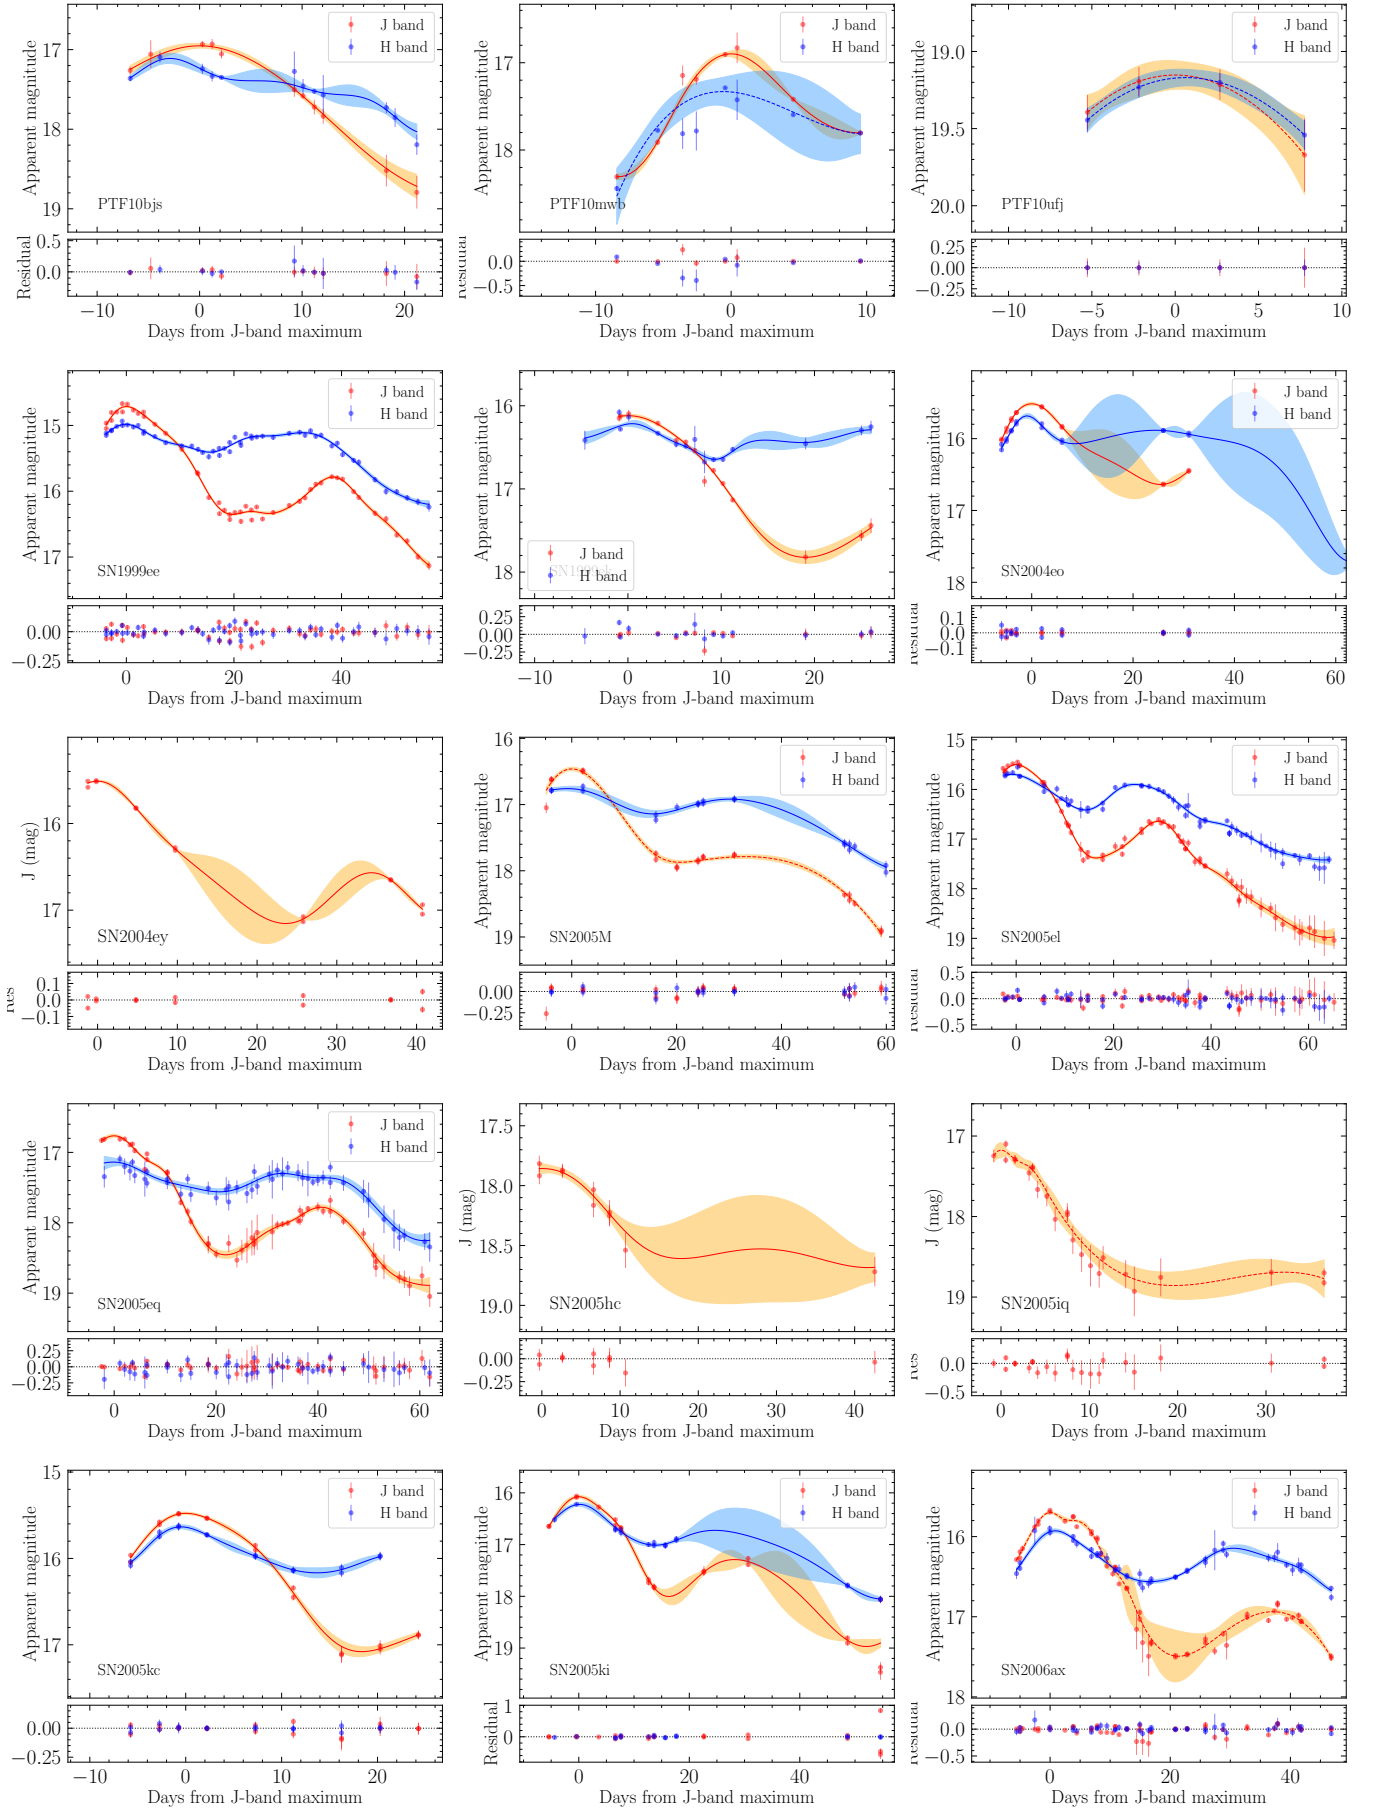 J band
H band
17
18
19
Apparent magnitude
PTF10bjs
0.5
0.0
Residual
−10 0 10 20
Days from J-band maximum
J band
H band
17
18
Apparent magnitude
PTF10mwb
0.0
−0.5
Residual
−10 0 10
Days from J-band maximum
J band
H band
19.0
19.5
20.0
Apparent magnitude
PTF10ufj
0.25
0.00
−0.25
−10 −5 0 5 10
Days from J-band maximum
J band
H band
15
16
17
Apparent magnitude
SN1999ee
0.00
−0.25
0 20 40
Days from J-band maximum
16
17
18
Apparent magnitude
J band
H band
0.25
0.00
−0.25
−10 0 10 20
Days from J-band maximum
J band
H band
16
17
18
Apparent magnitude
SN2004eo
0.1
0.0
−0.1
Residual
0 20 40 60
Days from J-band maximum
16
17
J (mag)
SN2004ey
0.1
0.0
−0.1
Res
0 10 20 30 40
Days from J-band maximum
J band
H band
16
17
18
19
Apparent magnitude
SN2005M
0.00
−0.25
0 20 40 60
Days from J-band maximum
J band
H band
15
16
17
18
19
Apparent magnitude
SN2005el
0.5
0.0
−0.5
Residual
0 20 40 60
Days from J-band maximum
J band
H band
17
18
19
Apparent magnitude
SN2005eq
0.25
0.00
−0.25
0 20 40 60
Days from J-band maximum
17.5
18.0
18.5
19.0
J (mag)
SN2005hc
0.00
−0.25
0 10 20 30 40
Days from J-band maximum
17
18
19
J (mag)
SN2005iq
0.0
−0.5
Res
0 10 20 30
Days from J-band maximum
J band
H band
15
16
17
Apparent magnitude
SN2005kc
0.00
−0.25
−10 0 10 20
Days from J-band maximum
J band
H band
16
17
18
19
Apparent magnitude
SN2005ki
1
0
Residual
0 20 40
Days from J-band maximum
J band
H band
16
17
18
Apparent magnitude
SN2006ax
0.0
−0.5
Residual
0 20 40
Days from J-band maximum